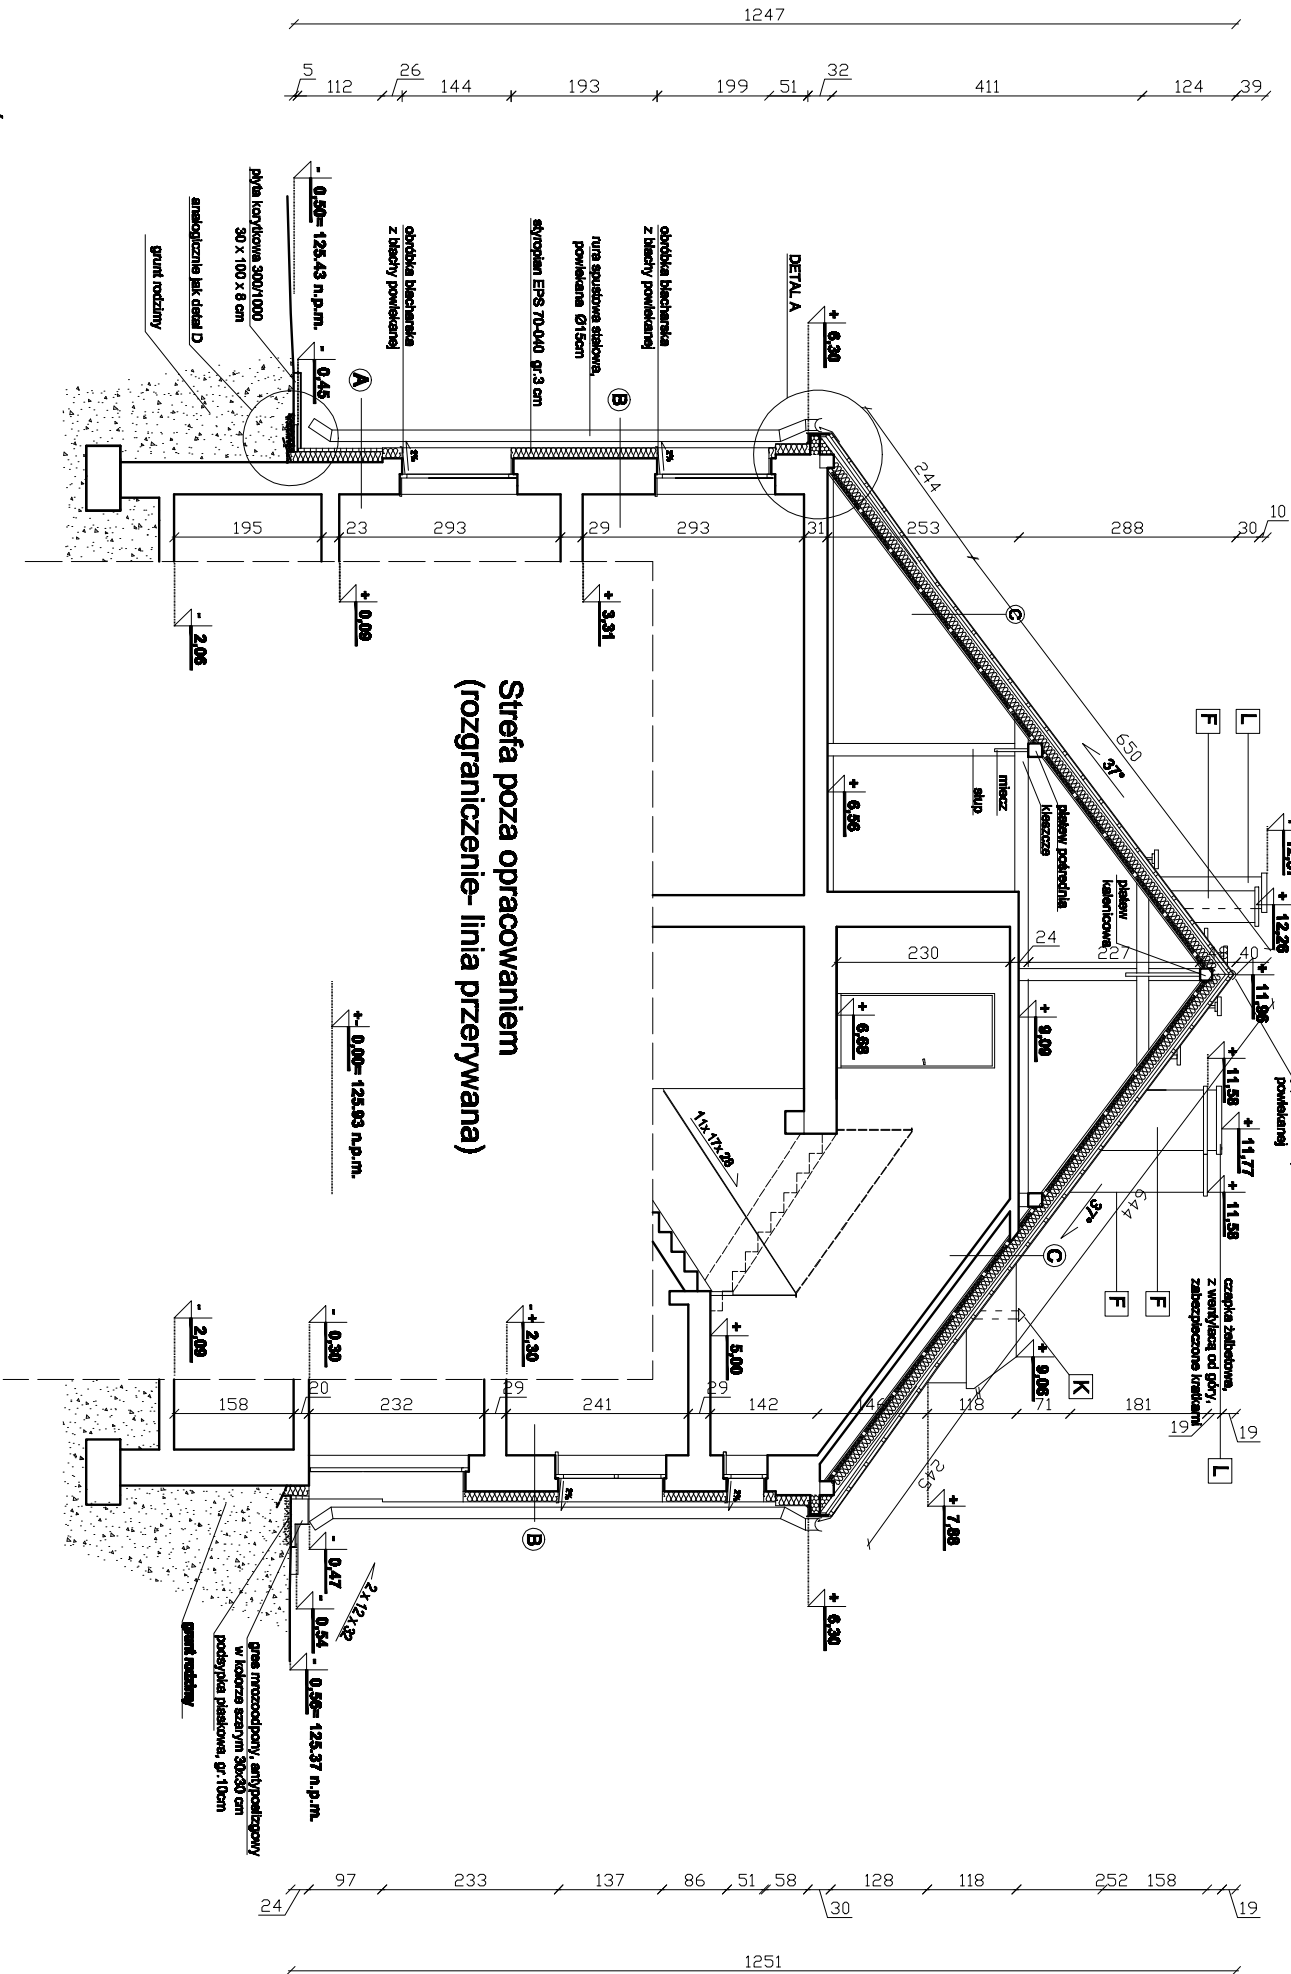 1247
5
112
26
144
193
199
51
32
411
124
39
płyta korytkowa 300/1000
30 x 100 x 8 cm
analogicznie jak detal D
grunt rodzimy
- 0,50= 125.43 n.p.m.
- 0,45
obróbka blacharska
z blachy powlekanej
styropian EPS 70-040 gr.3 cm
rura spustowa stalowa,
powlekana Ø15cm
obróbka blacharska
z blachy powlekanej
DETAL A
+ 6,30
A
B
2%
2%
244
195
23
293
29
293
31
253
288
30
10
- 2,06
+ 0,09
+ 3,31
C
650
37°
F
L
+ 12,26
+ 6,56
słup
miecz
kleszcze
płatew pośrednia
płatew
kalenicowa
230
24
227
40
+ 11,96
+ 6,68
+ 9,09
+ 11,58
+ 11,77
+ 11,58
powlekanej
Strefa poza opracowaniem
(rozgraniczenie- linia przerywana)
+- 0,00= 125.93 n.p.m.
11x 17x 28
644
37°
C
F
F
czapka żelbetowa,
z wentylacją od góry,
zabezpieczone kratkami
- 2,09
- 0,30
-+ 2,30
+ 5,00
+ 9,06
K
158
20
232
29
241
29
142
146
118
71
181
19
19
L
243
+ 7,88
2%
2%
B
- 0,47
- 0,54
2 x 12 x 32
- 0,56= 125.37 n.p.m.
+ 6,30
grunt rodzimy
podsypka piaskowa, gr.10cm
gres mrozoodporny, antypoślizgowy
w kolorze szarym 30x30 cm
24
97
233
137
86
51
58
30
128
118
252
158
19
1251